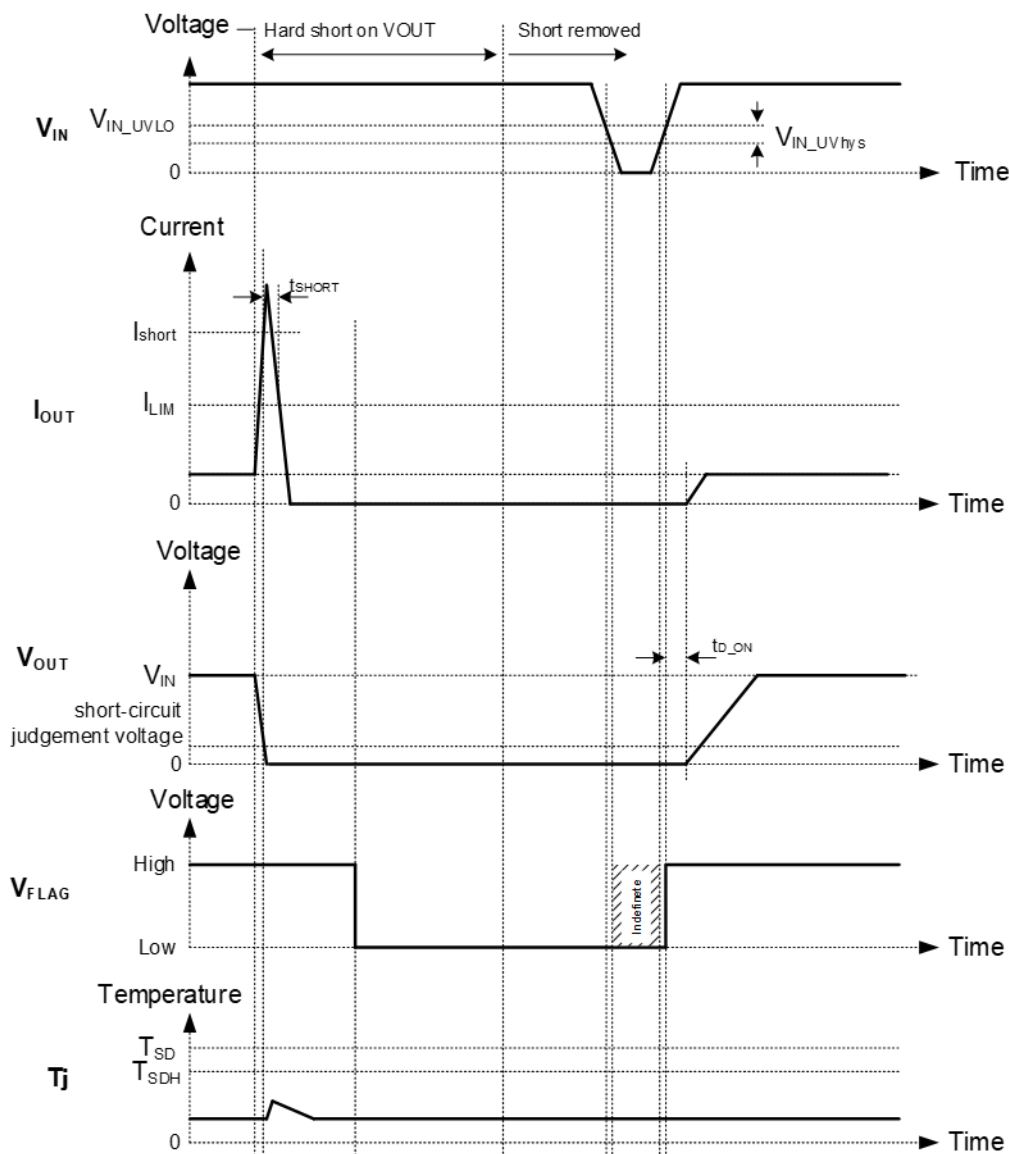 Voltage
Hard short on VOUT
Short removed
VIN
VIN_UVLO
VIN_UVhys
0
Time
Current
tSHORT
Ishort
IOUT
ILIM
0
Time
Voltage
VOUT
tD_ON
VIN
short-circuit
judgement voltage
0
Time
Voltage
High
VFLAG
Indefinete
Low
Time
Temperature
TSD
Tj
TSDH
0
Time